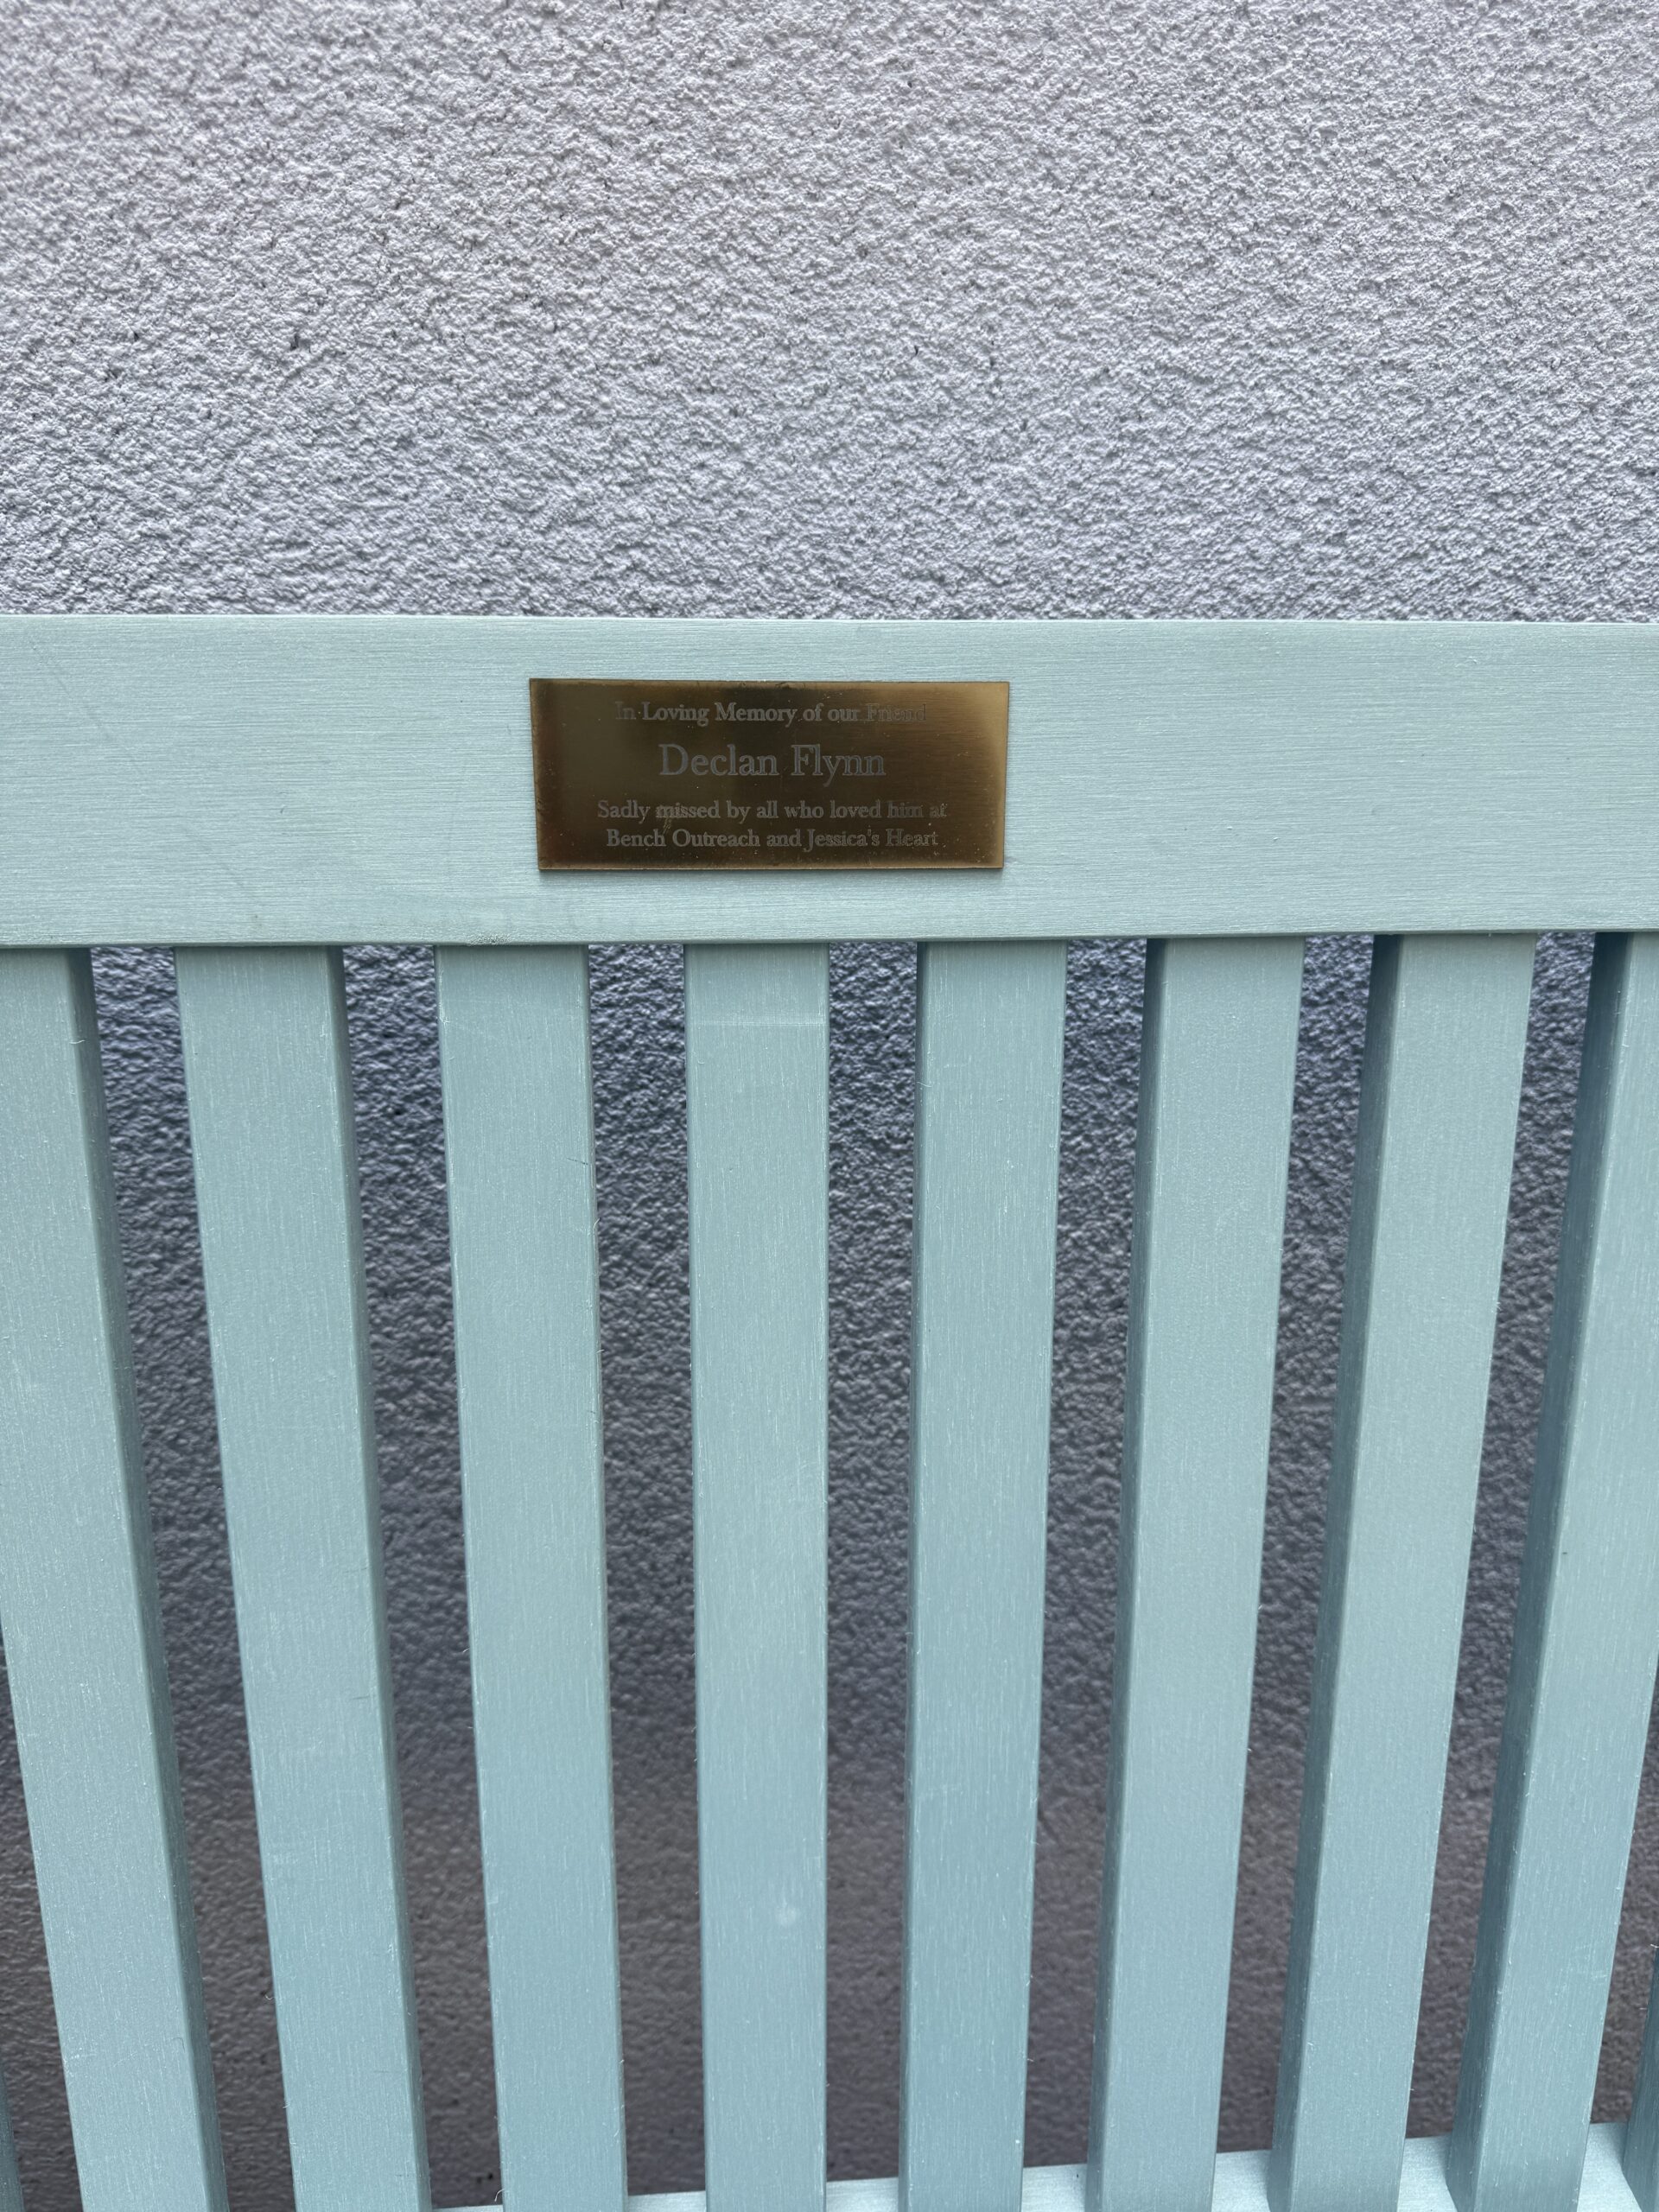 In Loving Memory of our Friend
Declan Flynn
Sadly missed by all who loved him at
Bench Outreach and Jessica's Heart